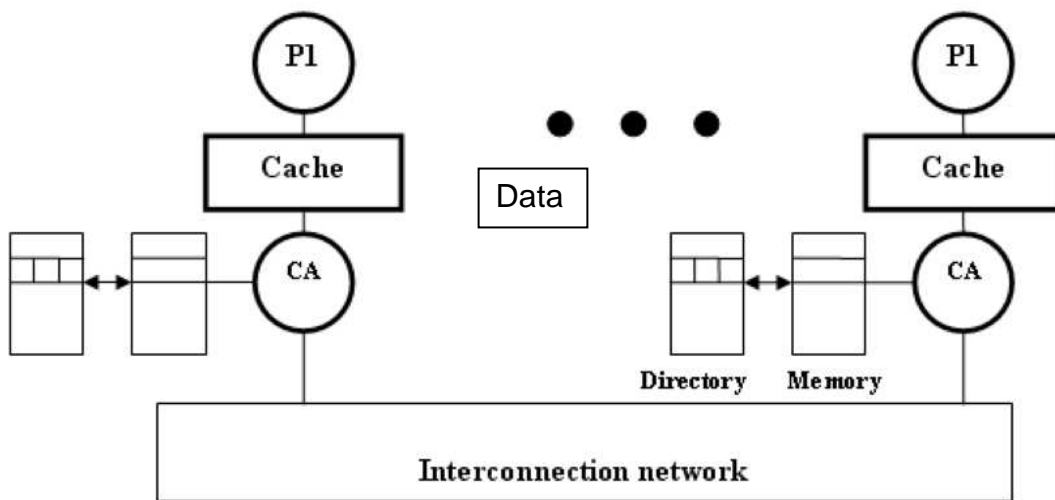 P1
P1
Cache
Data
Cache
CA
CA
Directory
Memory
Interconnection network